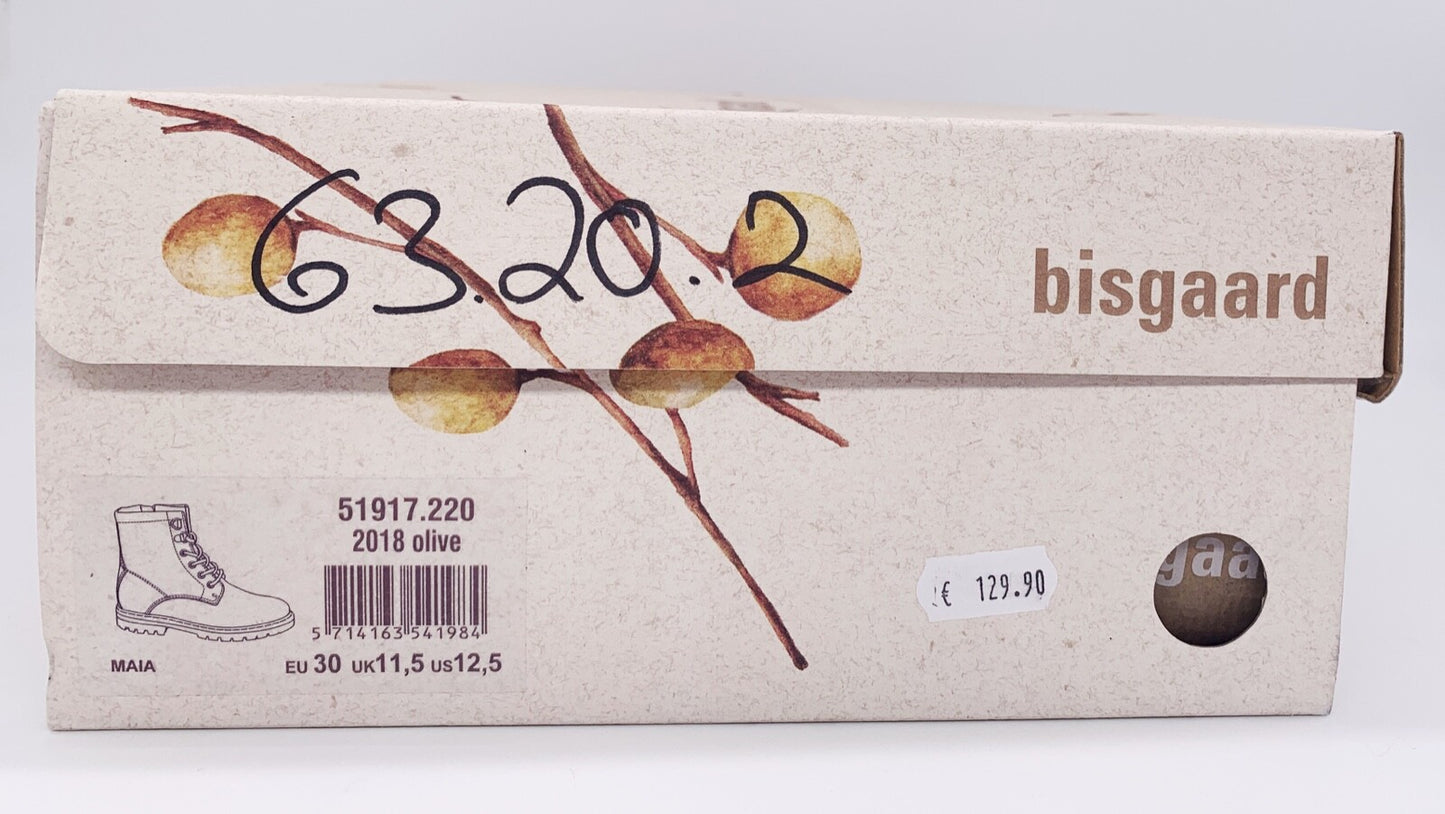 63.20.2
bisgaard
51917.220
2018 olive
5 714163 541984
MAIA
EU 30 UK11,5 US12,5
€ 129.90
gaa